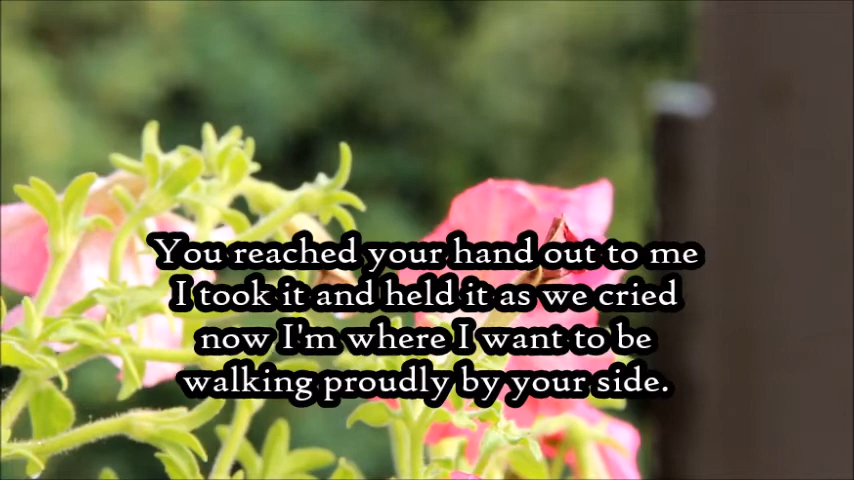 You reached your hand out to me
I took it and held it as we cried
now I'm where I want to be
walking proudly by your side.